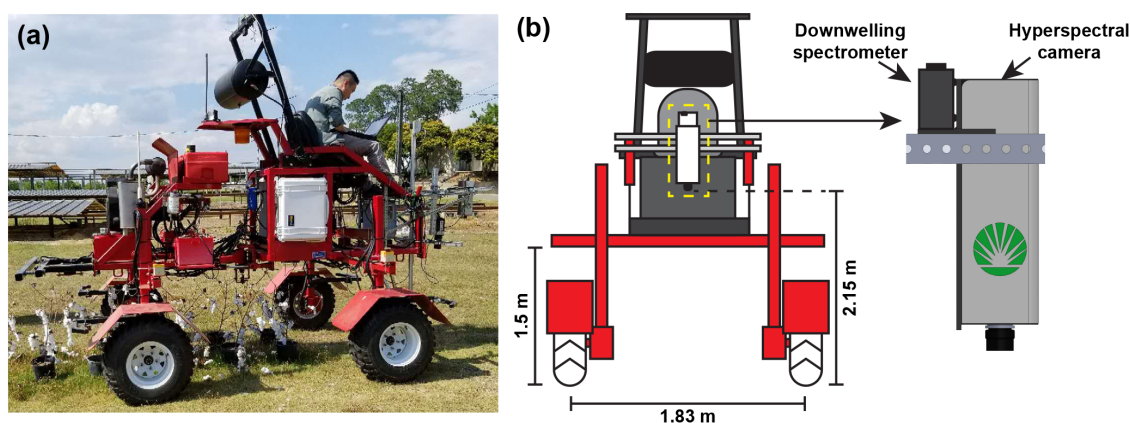 (a)
(b)
Downwelling
spectrometer
Hyperspectral
camera
1.5 m
2.15 m
1.83 m